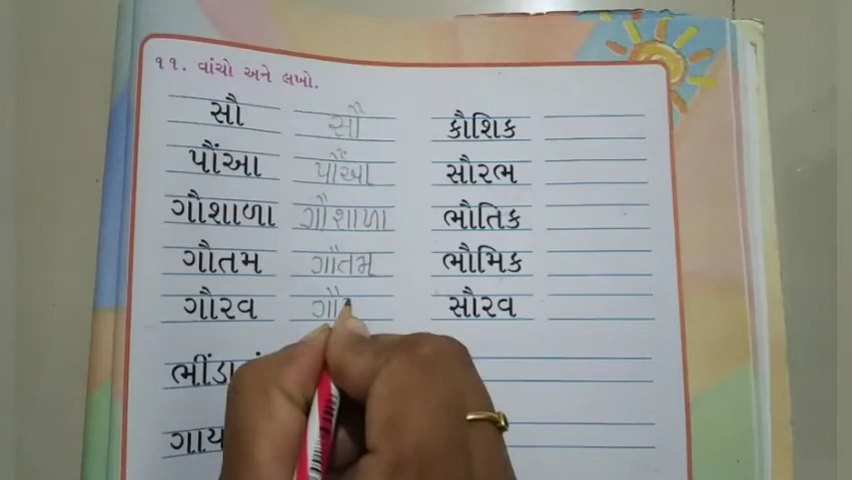 ૧૧. વાંચો અને લખો.
સૌ સૌ કૌશિક
પૌંઆ પૌંઆ સૌરભ
ગૌશાળા ગૌશાળા ભૌતિક
ગૌતમ ગૌતમ ભૌમિક
ગૌરવ ગૌ સૌરવ